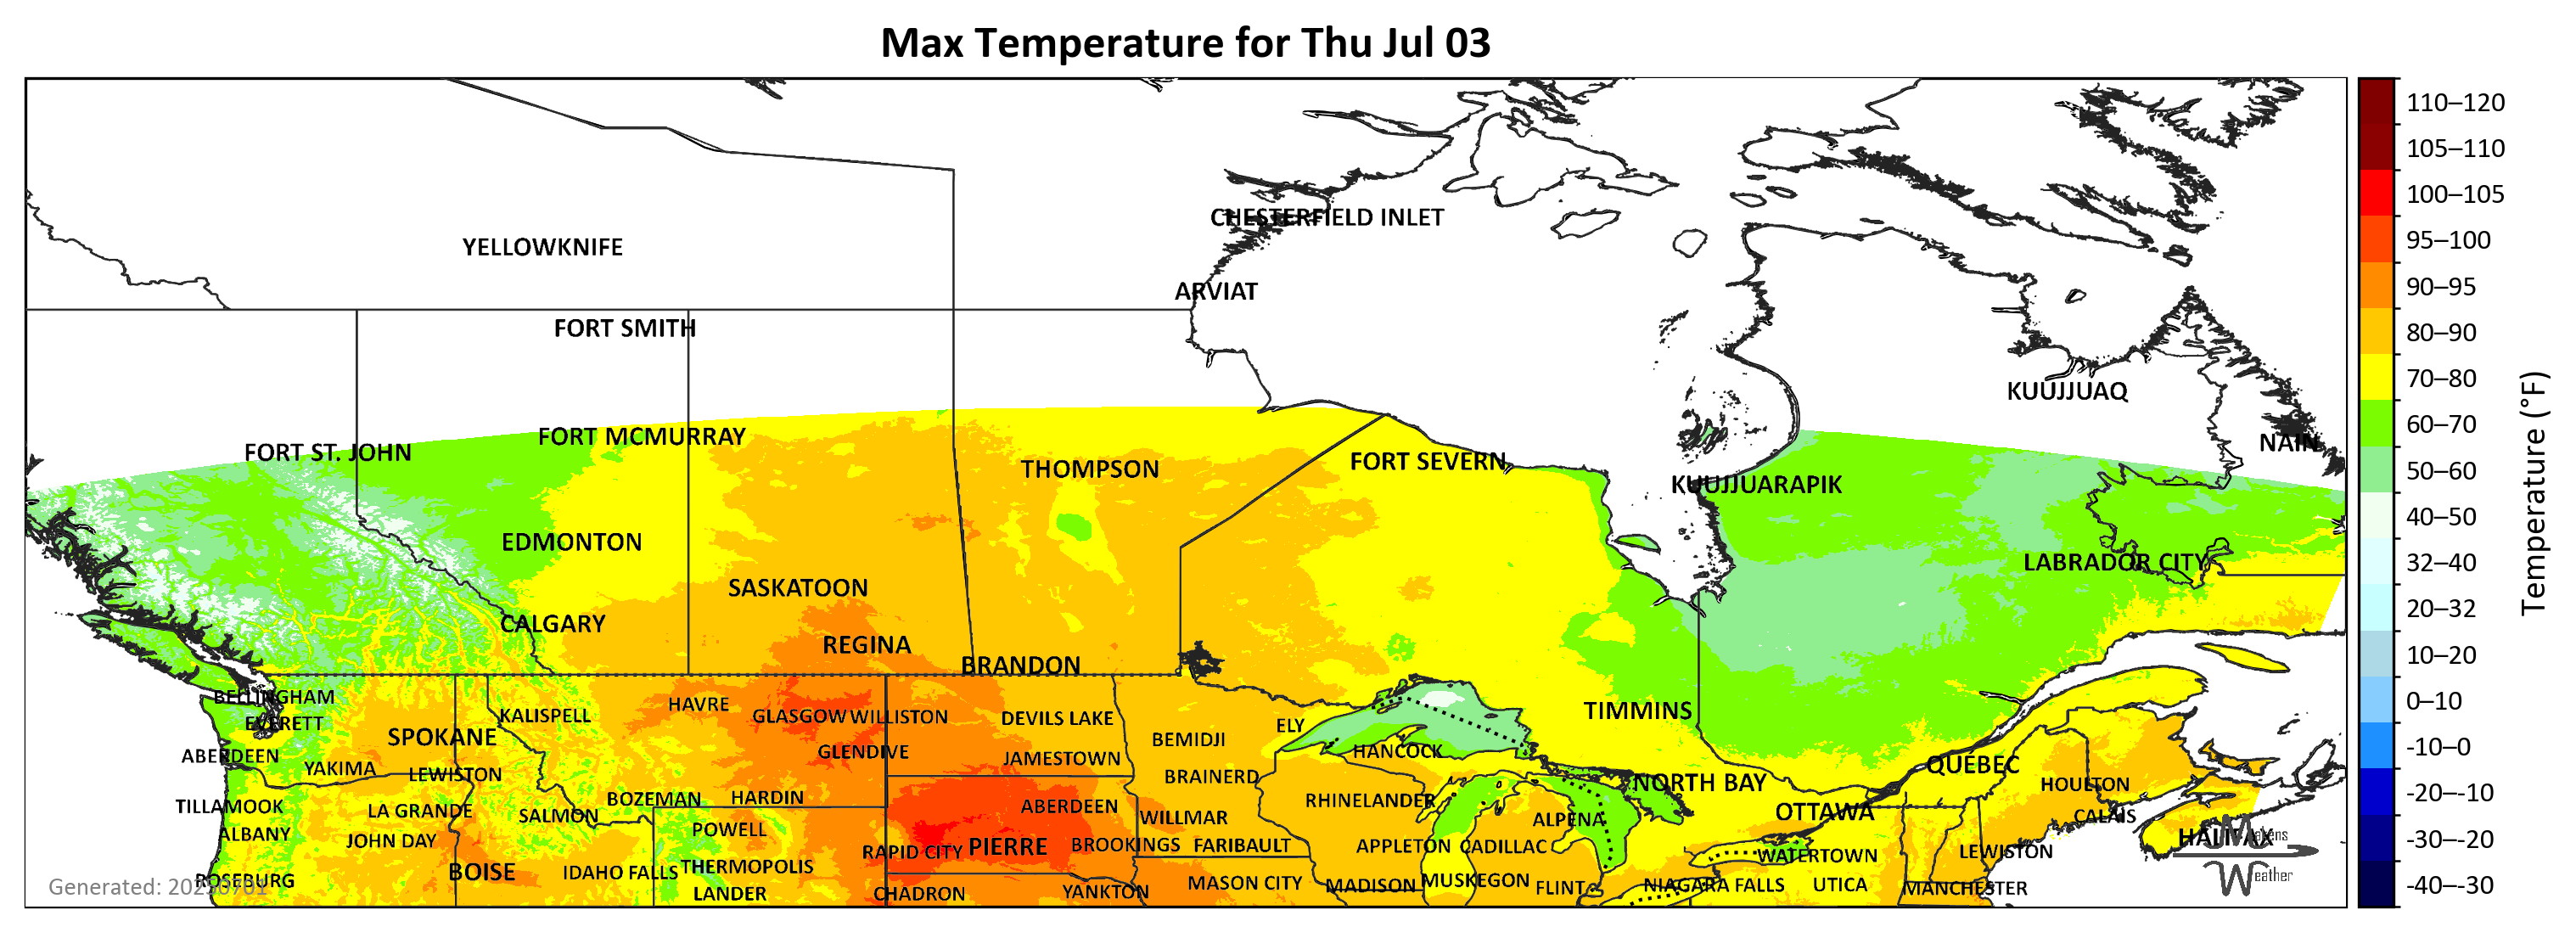 Max Temperature for Thu Jul 03
CHESTERFIELD INLET
YELLOWKNIFE
ARVIAT
FORT SMITH
KUUJJUAQ
FORT MCMURRAY
NAIN
FORT ST. JOHN
THOMPSON
FORT SEVERN
KUUJJUARAPIK
EDMONTON
LABRADOR CITY
SASKATOON
CALGARY
REGINA
BRANDON
BELLINGHAM
HAVRE
KALISPELL
GLASGOW
WILLISTON
DEVILS LAKE
TIMMINS
EVERETT
ELY
SPOKANE
BEMIDJI
GLENDIVE
HANCOCK
ABERDEEN
JAMESTOWN
QUEBEC
YAKIMA
LEWISTON
BRAINERD
NORTH BAY
HOULTON
BOZEMAN
HARDIN
RHINELANDER
TILLAMOOK
LA GRANDE
SALMON
ABERDEEN
WILLMAR
ALPENA
OTTAWA
CALAIS
ALBANY
JOHN DAY
POWELL
HALIFAX
RAPID CITY
PIERRE
BROOKINGS
FARIBAULT
APPLETON
CADILLAC
WATERTOWN
LEWISTON
BOISE
IDAHO FALLS
THERMOPOLIS
ROSEBURG
LANDER
CHADRON
YANKTON
MASON CITY
MADISON
MUSKEGON
FLINT
NIAGARA FALLS
UTICA
MANCHESTER
Generated: 20250701
Makens
Weather
110–120
105–110
100–105
95–100
90–95
80–90
70–80
60–70
50–60
40–50
32–40
20–32
10–20
0–10
-10–0
-20–-10
-30–-20
-40–-30
Temperature (°F)